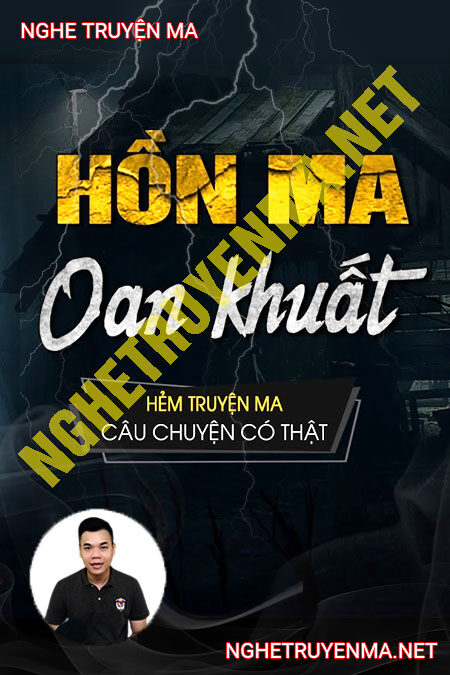 NGHE TRUYỆN MA
HỒN MA
Oan khuất
NGHETRUYENMA.NET
HẺM TRUYỆN MA
CÂU CHUYỆN CÓ THẬT
NGHETRUYENMA.NET